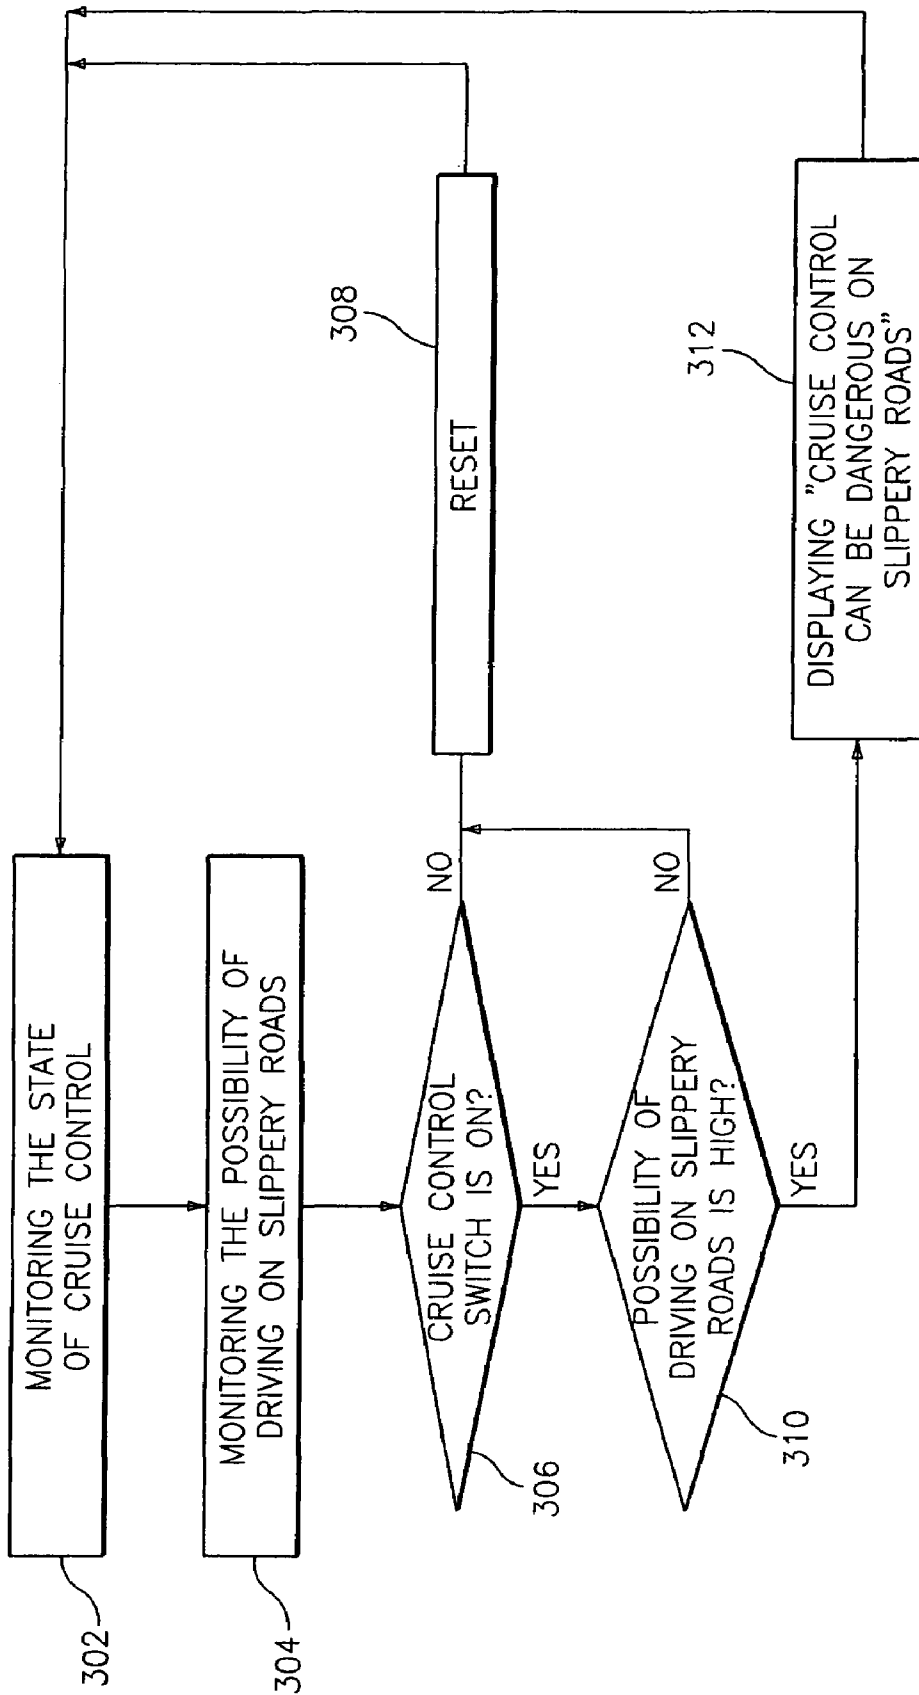 302
MONITORING THE STATE
OF CRUISE CONTROL
304
MONITORING THE POSSIBILITY OF
DRIVING ON SLIPPERY ROADS
306
CRUISE CONTROL
SWITCH IS ON?
NO
YES
308
RESET
310
POSSIBILITY OF
DRIVING ON SLIPPERY
ROADS IS HIGH?
NO
YES
312
DISPLAYING "CRUISE CONTROL
CAN BE DANGEROUS ON
SLIPPERY ROADS"